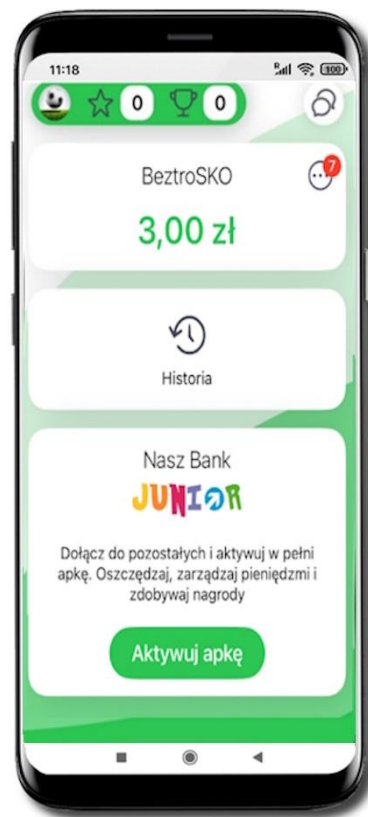 11:18
R
100
0
0
7
BeztroSKO
3,00 zł
Historia
Nasz Bank
JUNIOR
Dołącz do pozostałych i aktywuj w pełni
apkę. Oszczędzaj, zarządzaj pieniędzmi i
zdobywaj nagrody
Aktywuj apkę